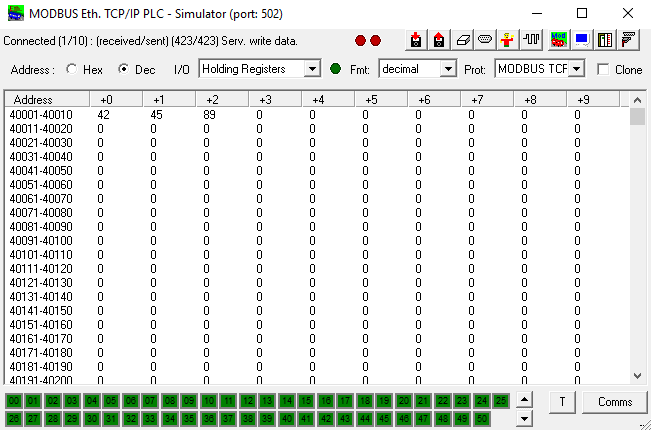 MODBUS Eth. TCP/IP PLC - Simulator (port: 502)
Connected (1/10) : (received/sent) (423/423) Serv. write data.
Mod
Address : Hex Dec I/O Holding Registers Fmt: decimal Prot: MODBUS TCP Clone
Address +0 +1 +2 +3 +4 +5 +6 +7 +8 +9
40001-40010 42 45 89 0 0 0 0 0 0 0
40011-40020 0 0 0 0 0 0 0 0 0 0
40021-40030 0 0 0 0 0 0 0 0 0 0
40031-40040 0 0 0 0 0 0 0 0 0 0
40041-40050 0 0 0 0 0 0 0 0 0 0
40051-40060 0 0 0 0 0 0 0 0 0 0
40061-40070 0 0 0 0 0 0 0 0 0 0
40071-40080 0 0 0 0 0 0 0 0 0 0
40081-40090 0 0 0 0 0 0 0 0 0 0
40091-40100 0 0 0 0 0 0 0 0 0 0
40101-40110 0 0 0 0 0 0 0 0 0 0
40111-40120 0 0 0 0 0 0 0 0 0 0
40121-40130 0 0 0 0 0 0 0 0 0 0
40131-40140 0 0 0 0 0 0 0 0 0 0
40141-40150 0 0 0 0 0 0 0 0 0 0
40151-40160 0 0 0 0 0 0 0 0 0 0
40161-40170 0 0 0 0 0 0 0 0 0 0
40171-40180 0 0 0 0 0 0 0 0 0 0
40181-40190 0 0 0 0 0 0 0 0 0 0
40191-40200 0 0 0 0 0 0 0 0 0 0
00 01 02 03 04 05 06 07 08 09 10 11 12 13 14 15 16 17 18 19 20 21 22 23 24 25 T Comms
26 27 28 29 30 31 32 33 34 35 36 37 38 39 40 41 42 43 44 45 46 47 48 49 50